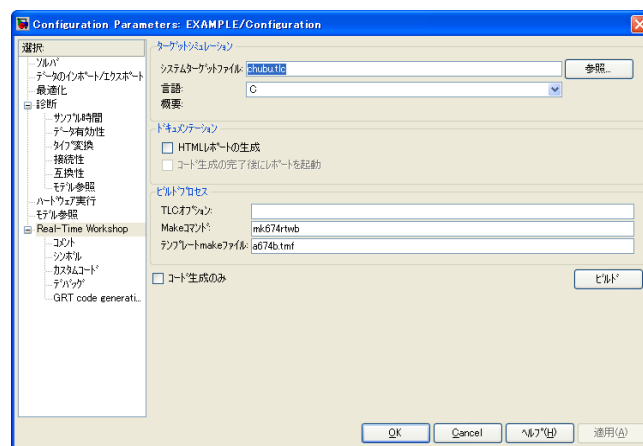 Configuration Parameters: EXAMPLE/Configuration
選択:
ソルバ
データのインポート/エクスポート
最適化
診断
サンプル時間
データ有効性
タイプ変換
接続性
互換性
モデル参照
ハードウェア実行
モデル参照
Real-Time Workshop
コメント
シンボル
カスタムコード
デバッグ
GRT code generati...
ターゲットシミュレーション
システムターゲットファイル: chubu.tlc 参照...
言語: C
概要:
ドキュメンテーション
HTMLレポートの生成
コード生成の完了後にレポートを起動
ビルドプロセス
TLCオプション:
Makeコマンド: mk674rtwb
テンプレートmakeファイル: a674b.tmf
コード生成のみ ビルド
OK Cancel ヘルプ(H) 適用(A)